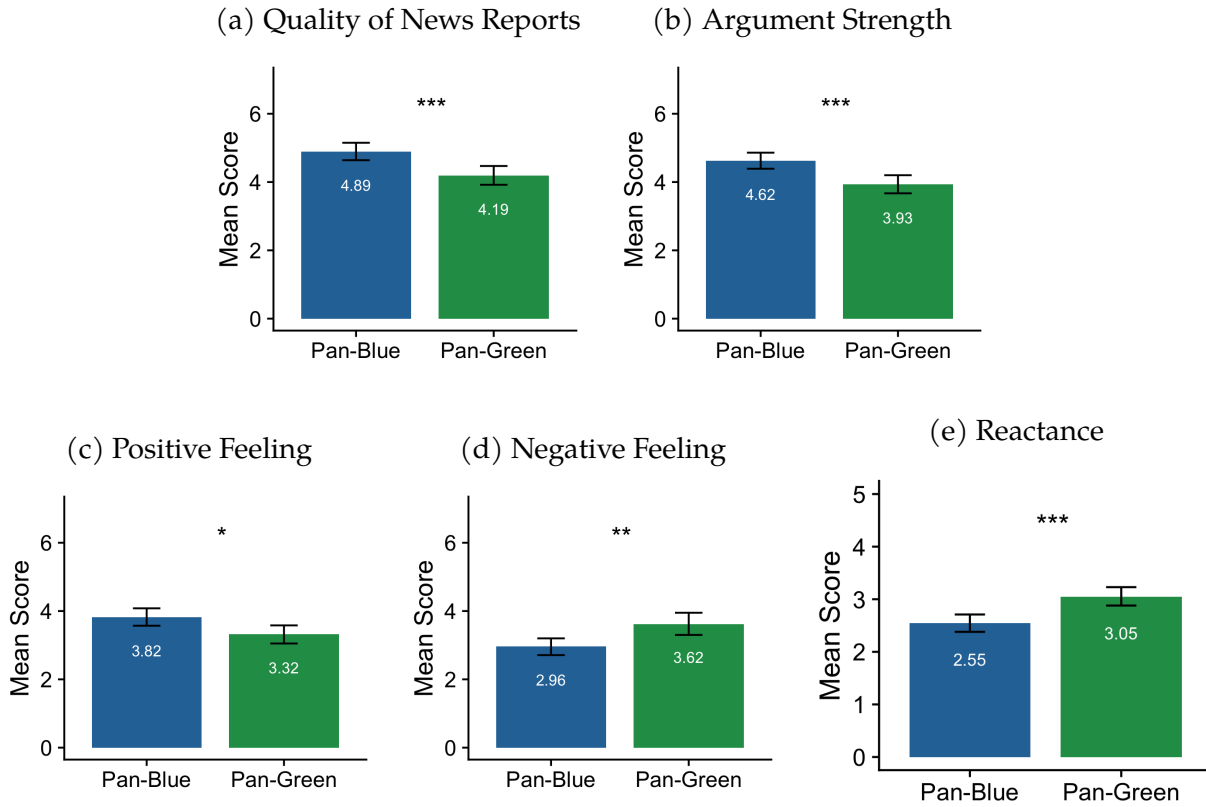 (a) Quality of News Reports
Mean Score
6
4
2
0
***
4.89
4.19
Pan-Blue Pan-Green
(b) Argument Strength
Mean Score
6
4
2
0
***
4.62
3.93
Pan-Blue Pan-Green
(c) Positive Feeling
Mean Score
6
4
2
0
*
3.82
3.32
Pan-Blue Pan-Green
(d) Negative Feeling
Mean Score
6
4
2
0
**
2.96
3.62
Pan-Blue Pan-Green
(e) Reactance
Mean Score
5
4
3
2
1
0
***
2.55
3.05
Pan-Blue Pan-Green